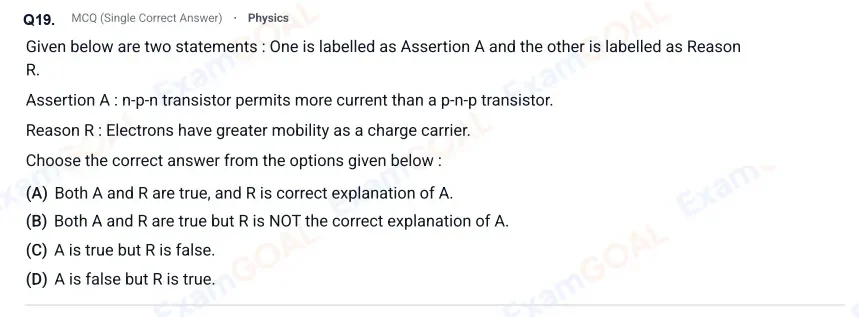 Q19. MCQ (Single Correct Answer) · Physics
Given below are two statements : One is labelled as Assertion A and the other is labelled as Reason
R.
Assertion A : n-p-n transistor permits more current than a p-n-p transistor.
Reason R : Electrons have greater mobility as a charge carrier.
Choose the correct answer from the options given below :
(A) Both A and R are true, and R is correct explanation of A.
(B) Both A and R are true but R is NOT the correct explanation of A.
(C) A is true but R is false.
(D) A is false but R is true.